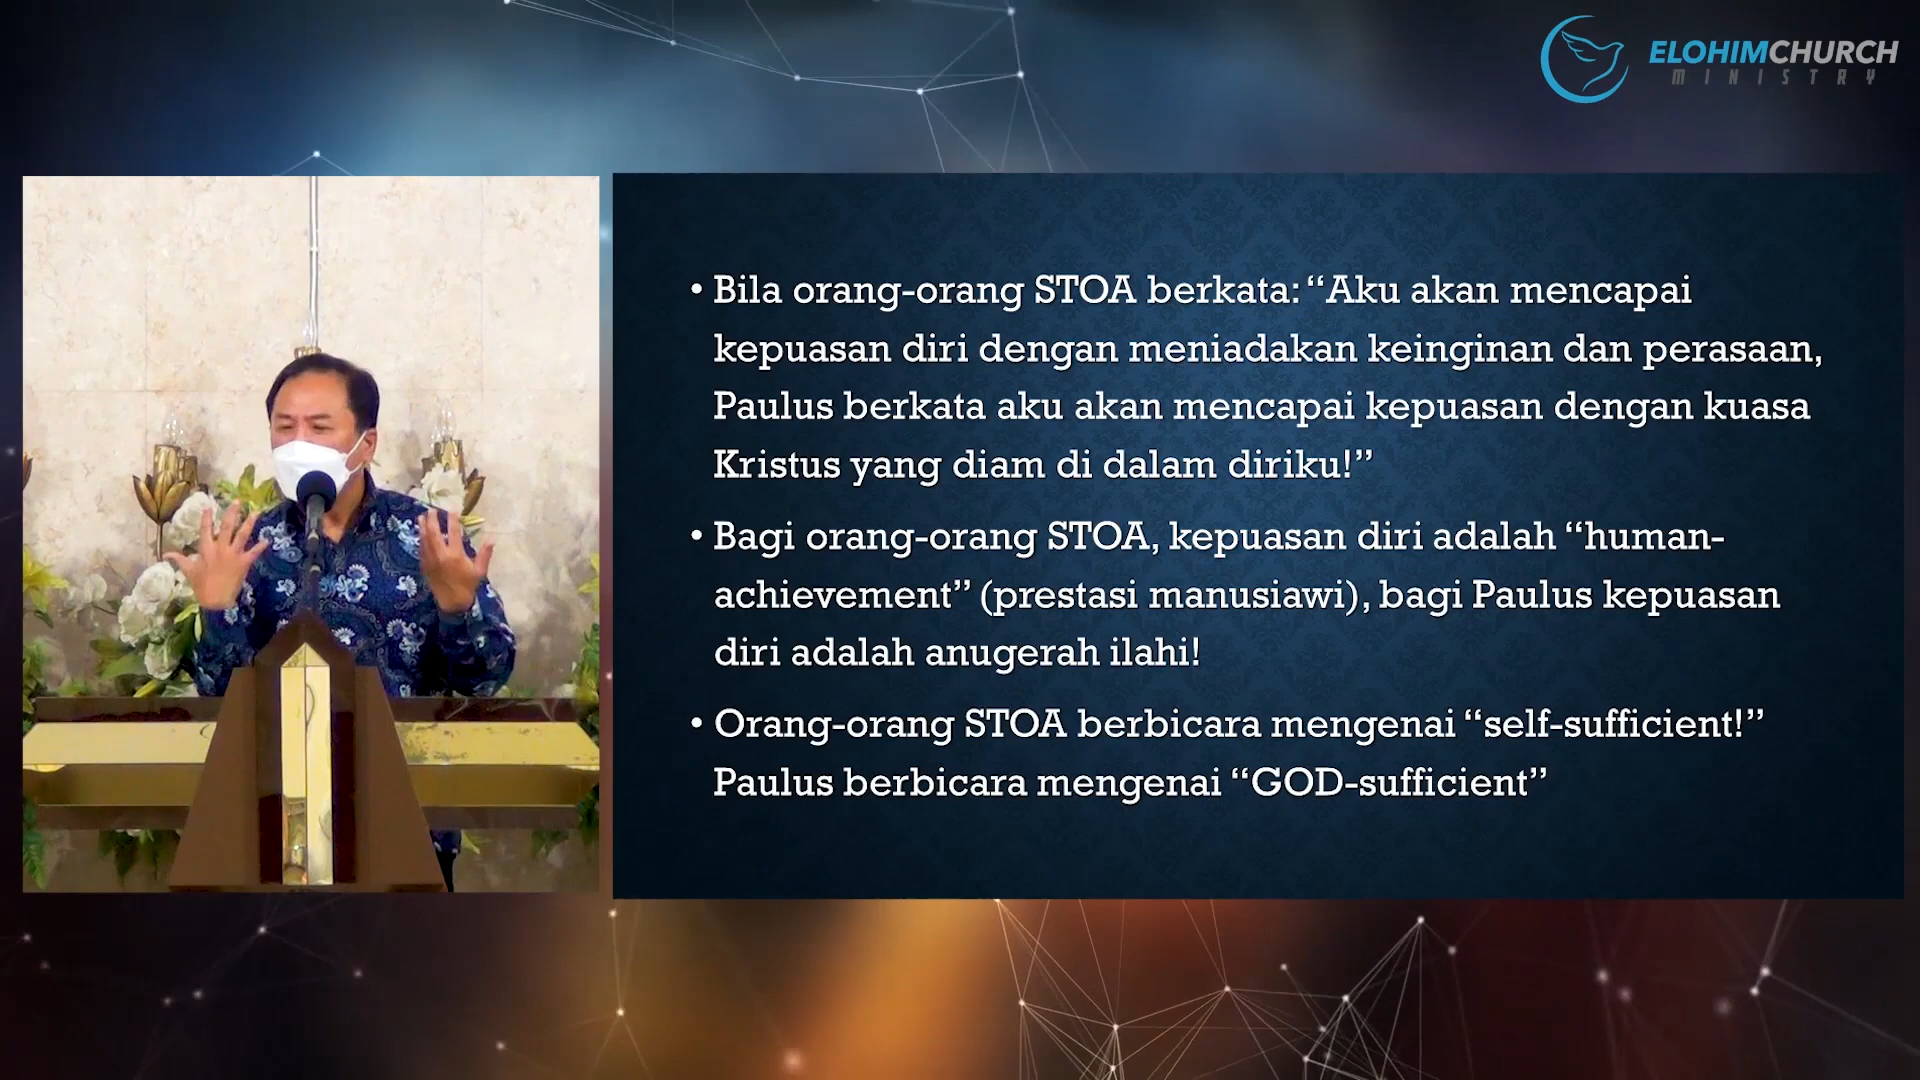 ELOHIMCHURCH
MINISTRY
• Bila orang-orang STOA berkata: “Aku akan mencapai
kepuasan diri dengan meniadakan keinginan dan perasaan,
Paulus berkata aku akan mencapai kepuasan dengan kuasa
Kristus yang diam di dalam diriku!”
• Bagi orang-orang STOA, kepuasan diri adalah “human-
achievement” (prestasi manusiawi), bagi Paulus kepuasan
diri adalah anugerah ilahi!
• Orang-orang STOA berbicara mengenai “self-sufficient!”
Paulus berbicara mengenai “GOD-sufficient”